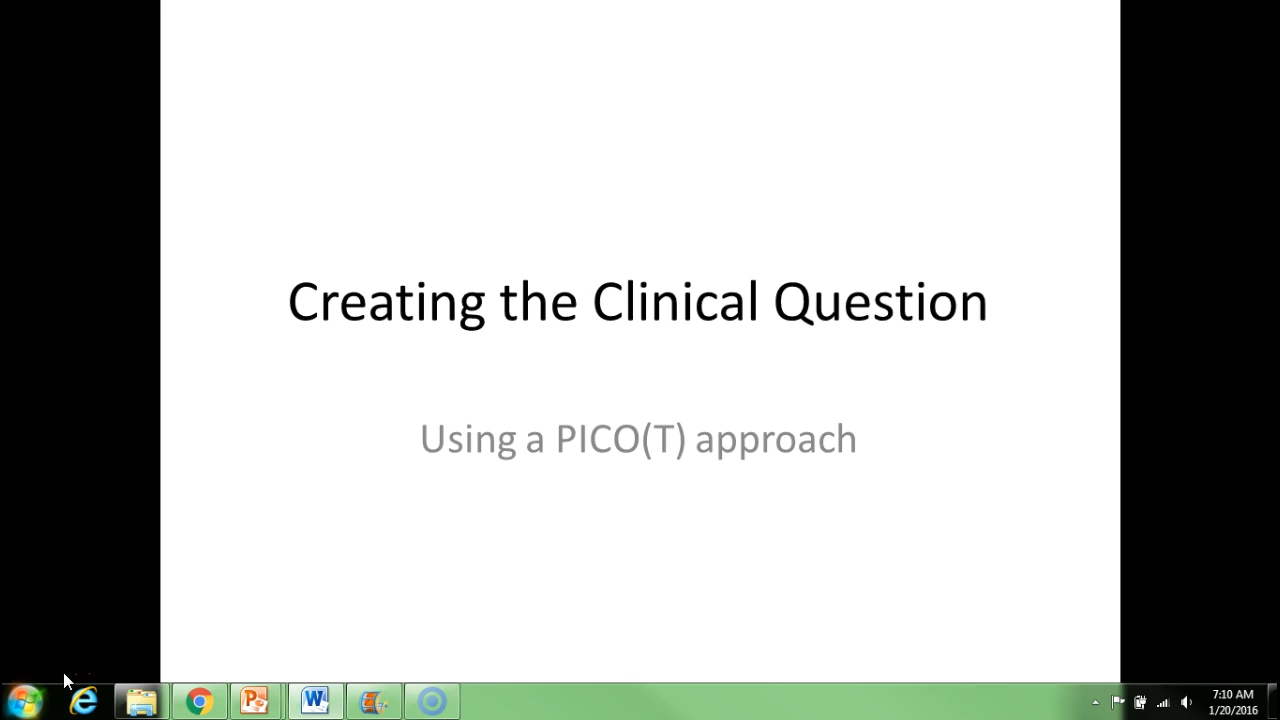 Creating the Clinical Question
Using a PICO(T) approach
7:10 AM
1/20/2016